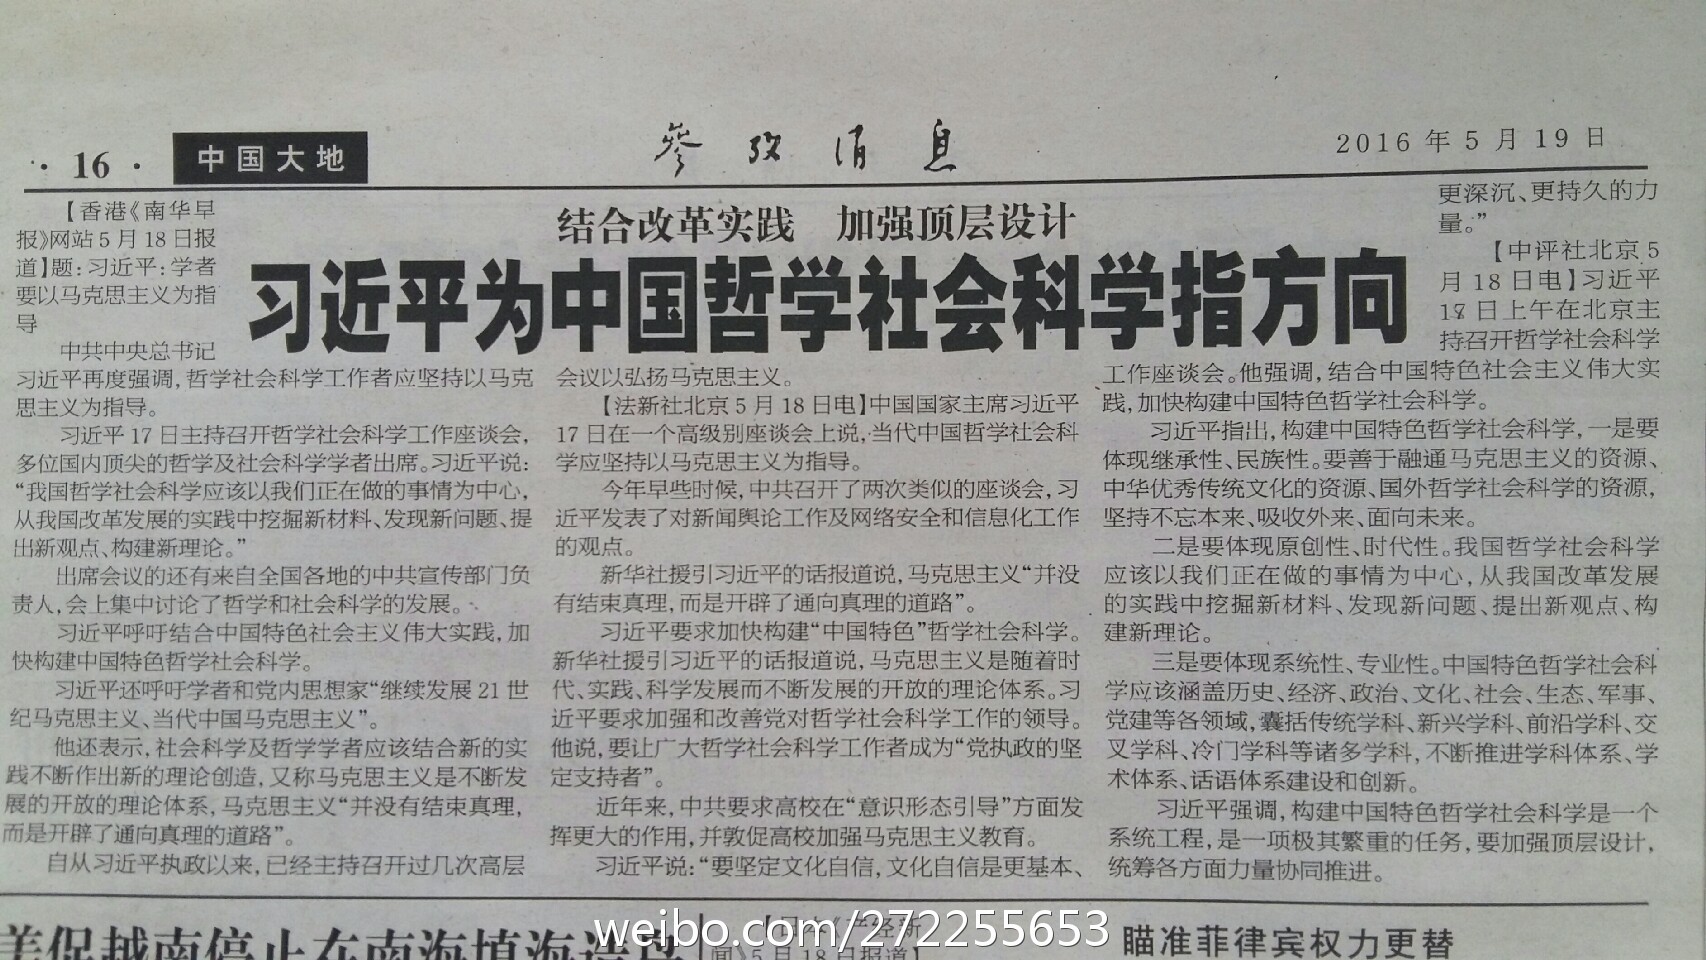 ·16·
中国大地
参考消息
2016年5月19日
结合改革实践 加强顶层设计
习近平为中国哲学社会科学指方向
【香港《南华早
报》网站5月18日报
道】题:习近平:学者
要以马克思主义为指
导
中共中央总书记
习近平再度强调,哲学社会科学工作者应坚持以马克
思主义为指导。
习近平17日主持召开哲学社会科学工作座谈会,
多位国内顶尖的哲学及社会科学学者出席。习近平说:
“我国哲学社会科学应该以我们正在做的事情为中心,
从我国改革发展的实践中挖掘新材料、发现新问题、提
出新观点、构建新理论。”
出席会议的还有来自全国各地的中共宣传部门负
责人,会上集中讨论了哲学和社会科学的发展。
习近平呼吁结合中国特色社会主义伟大实践,加
快构建中国特色哲学社会科学。
习近平还呼吁学者和党内思想家“继续发展21世
纪马克思主义、当代中国马克思主义”。
他还表示,社会科学及哲学学者应该结合新的实
践不断作出新的理论创造,又称马克思主义是不断发
展的开放的理论体系,马克思主义“并没有结束真理,
而是开辟了通向真理的道路”。
自从习近平执政以来,已经主持召开过几次高层
会议以弘扬马克思主义。
【法新社北京5月18日电】中国国家主席习近平
17日在一个高级别座谈会上说,当代中国哲学社会科
学应坚持以马克思主义为指导。
今年早些时候,中共召开了两次类似的座谈会,习
近平发表了对新闻舆论工作及网络安全和信息化工作
的观点。
新华社援引习近平的话报道说,马克思主义“并没
有结束真理,而是开辟了通向真理的道路”。
习近平要求加快构建“中国特色”哲学社会科学。
新华社援引习近平的话报道说,马克思主义是随着时
代、实践、科学发展而不断发展的开放的理论体系。习
近平要求加强和改善党对哲学社会科学工作的领导。
他说,要让广大哲学社会科学工作者成为“党执政的坚
定支持者”。
近年来,中共要求高校在“意识形态引导”方面发
挥更大的作用,并敦促高校加强马克思主义教育。
习近平说:“要坚定文化自信,文化自信是更基本、
更深沉、更持久的力
量。”
【中评社北京5
月18日电】习近平
17日上午在北京主
持召开哲学社会科学
工作座谈会。他强调,结合中国特色社会主义伟大实
践,加快构建中国特色哲学社会科学。
习近平指出,构建中国特色哲学社会科学,一是要
体现继承性、民族性。要善于融通马克思主义的资源、
中华优秀传统文化的资源、国外哲学社会科学的资源,
坚持不忘本来、吸收外来、面向未来。
二是要体现原创性、时代性。我国哲学社会科学
应该以我们正在做的事情为中心,从我国改革发展
的实践中挖掘新材料、发现新问题、提出新观点、构
建新理论。
三是要体现系统性、专业性。中国特色哲学社会科
学应该涵盖历史、经济、政治、文化、社会、生态、军事、
党建等各领域,囊括传统学科、新兴学科、前沿学科、交
叉学科、冷门学科等诸多学科,不断推进学科体系、学
术体系、话语体系建设和创新。
习近平强调,构建中国特色哲学社会科学是一个
系统工程,是一项极其繁重的任务,要加强顶层设计,
统筹各方面力量协同推进。
美促越南停止在南海填海造岛
【日本《产经新
闻》5月18日报道】
瞄准菲律宾权力更替
weibo.com/272255653